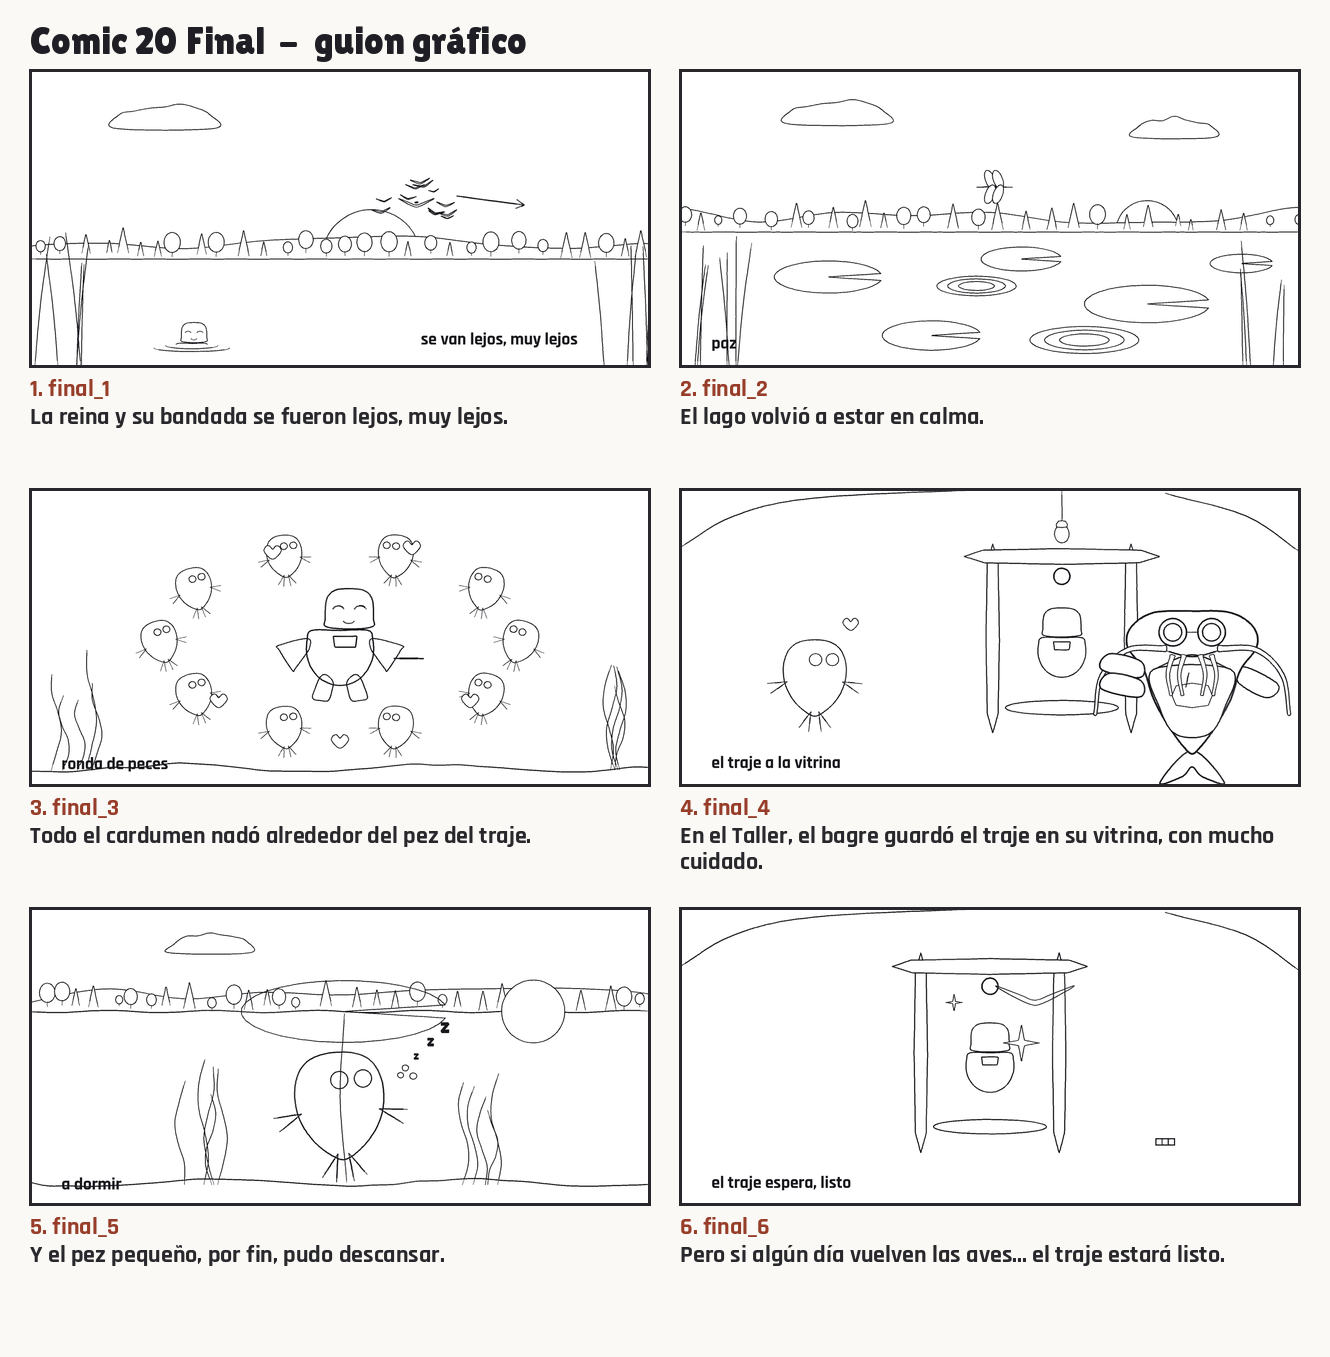 Comic 20 Final – guion gráfico
se van lejos, muy lejos
paz
1. final_1
La reina y su bandada se fueron lejos, muy lejos.
2. final_2
El lago volvió a estar en calma.
ronda de peces
el traje a la vitrina
3. final_3
Todo el cardumen nadó alrededor del pez del traje.
4. final_4
En el Taller, el bagre guardó el traje en su vitrina, con mucho
cuidado.
z
z
z
a dormir
el traje espera, listo
5. final_5
Y el pez pequeño, por fin, pudo descansar.
6. final_6
Pero si algún día vuelven las aves... el traje estará listo.